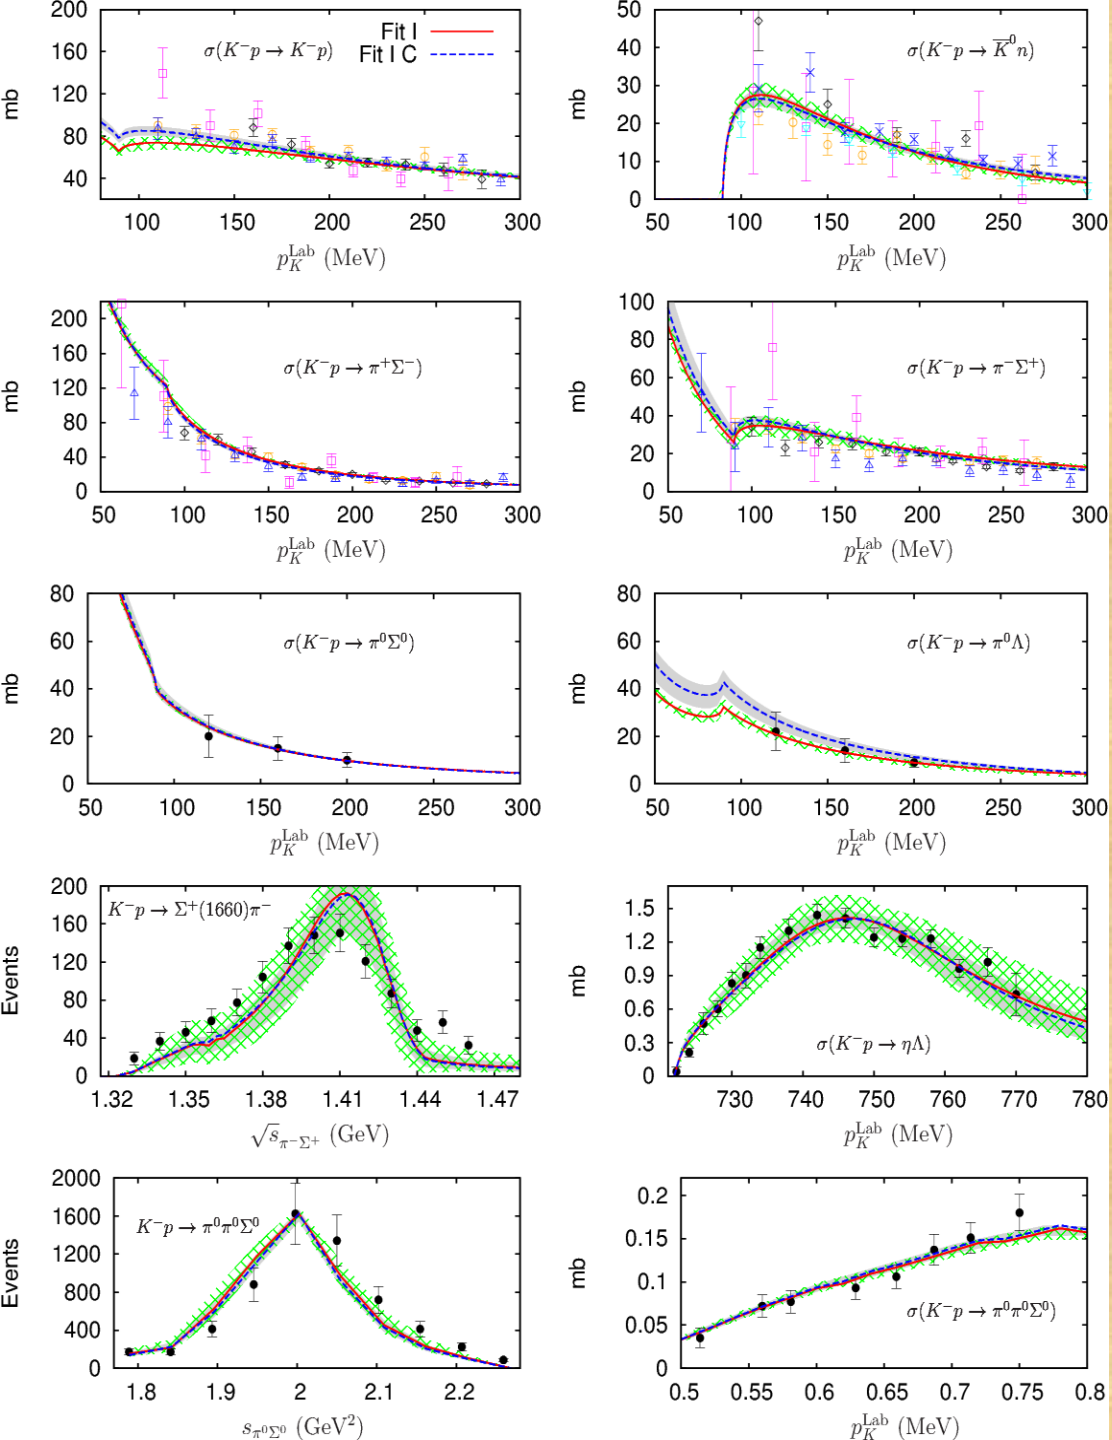 200
160
120
80
40
mb
σ(K⁻p → K⁻p)
Fit I
Fit I C
100 150 200 250 300
p_K^Lab (MeV)
50
40
30
20
10
0
mb
σ(K⁻p → K̅⁰n)
50 100 150 200 250 300
p_K^Lab (MeV)
200
160
120
80
40
0
mb
σ(K⁻p → π⁺Σ⁻)
50 100 150 200 250 300
p_K^Lab (MeV)
100
80
60
40
20
0
mb
σ(K⁻p → π⁻Σ⁺)
50 100 150 200 250 300
p_K^Lab (MeV)
80
60
40
20
0
mb
σ(K⁻p → π⁰Σ⁰)
50 100 150 200 250 300
p_K^Lab (MeV)
80
60
40
20
0
mb
σ(K⁻p → π⁰Λ)
50 100 150 200 250 300
p_K^Lab (MeV)
200
160
120
80
40
0
Events
K⁻p → Σ⁺(1660)π⁻
1.32 1.35 1.38 1.41 1.44 1.47
√s_π⁻Σ⁺ (GeV)
1.5
1.2
0.9
0.6
0.3
0
mb
σ(K⁻p → ηΛ)
730 740 750 760 770 780
p_K^Lab (MeV)
2000
1600
1200
800
400
0
Events
K⁻p → π⁰π⁰Σ⁰
1.8 1.9 2 2.1 2.2
s_π⁰Σ⁰ (GeV²)
0.2
0.15
0.1
0.05
0
mb
σ(K⁻p → π⁰π⁰Σ⁰)
0.5 0.55 0.6 0.65 0.7 0.75 0.8
p_K^Lab (MeV)